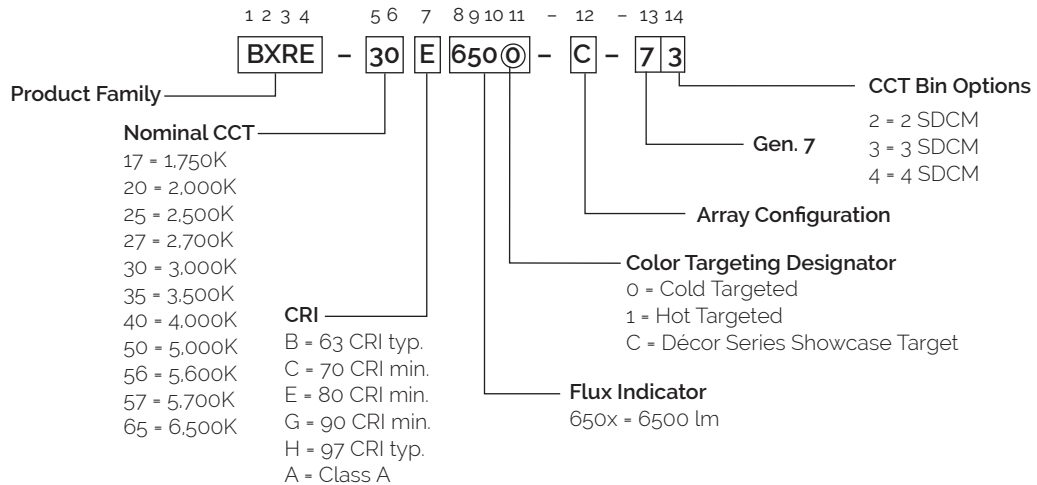 1 2 3 4 5 6 7 8 9 10 11 – 12 – 13 14
BXRE – 30 E 6500 – C – 7 3
Product Family
Nominal CCT
17 = 1,750K
20 = 2,000K
25 = 2,500K
27 = 2,700K
30 = 3,000K
35 = 3,500K
40 = 4,000K
50 = 5,000K
56 = 5,600K
57 = 5,700K
65 = 6,500K
CRI
B = 63 CRI typ.
C = 70 CRI min.
E = 80 CRI min.
G = 90 CRI min.
H = 97 CRI typ.
A = Class A
Flux Indicator
650x = 6500 lm
Color Targeting Designator
0 = Cold Targeted
1 = Hot Targeted
C = Décor Series Showcase Target
Array Configuration
Gen. 7
CCT Bin Options
2 = 2 SDCM
3 = 3 SDCM
4 = 4 SDCM